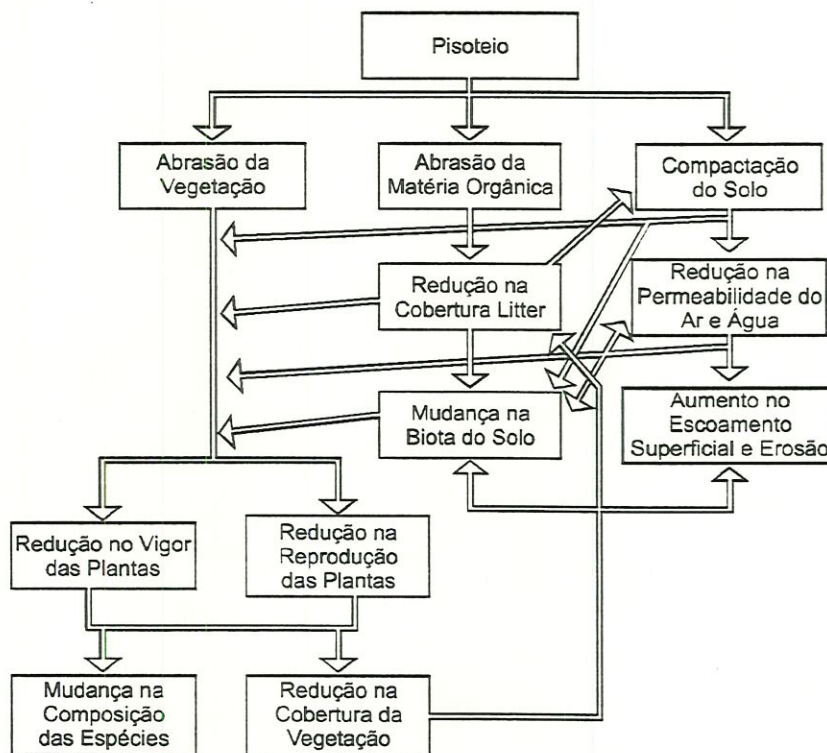 Pisoteio
Abrasão da
Vegetação
Abrasão da
Matéria Orgânica
Compactação
do Solo
Redução na
Cobertura Litter
Redução na
Permeabilidade do
Ar e Água
Mudança na
Biota do Solo
Aumento no
Escoamento
Superficial e Erosão
Redução no Vigor
das Plantas
Redução na
Reprodução
das Plantas
Mudança na
Composição
das Espécies
Redução na
Cobertura da
Vegetação